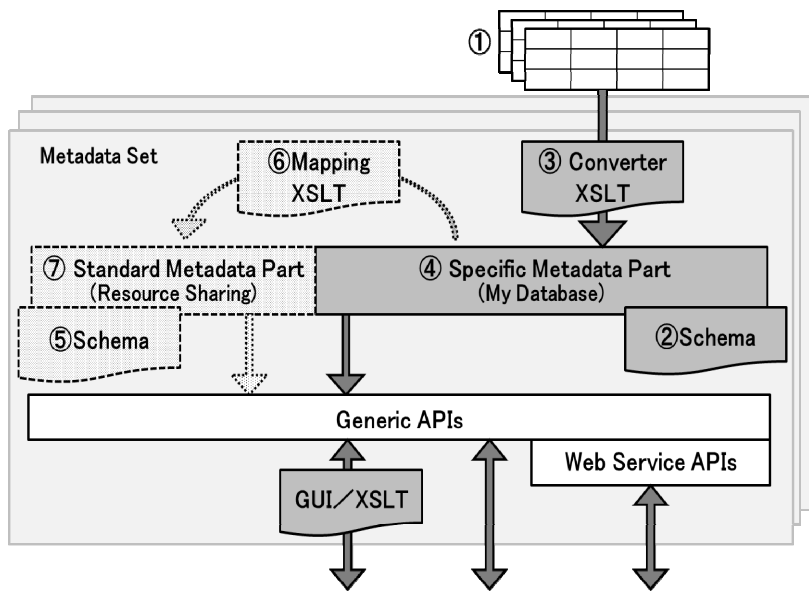 ①
Metadata Set
⑥Mapping
XSLT
③ Converter
XSLT
⑦ Standard Metadata Part
(Resource Sharing)
④ Specific Metadata Part
(My Database)
⑤Schema
②Schema
Generic APIs
Web Service APIs
GUI／XSLT